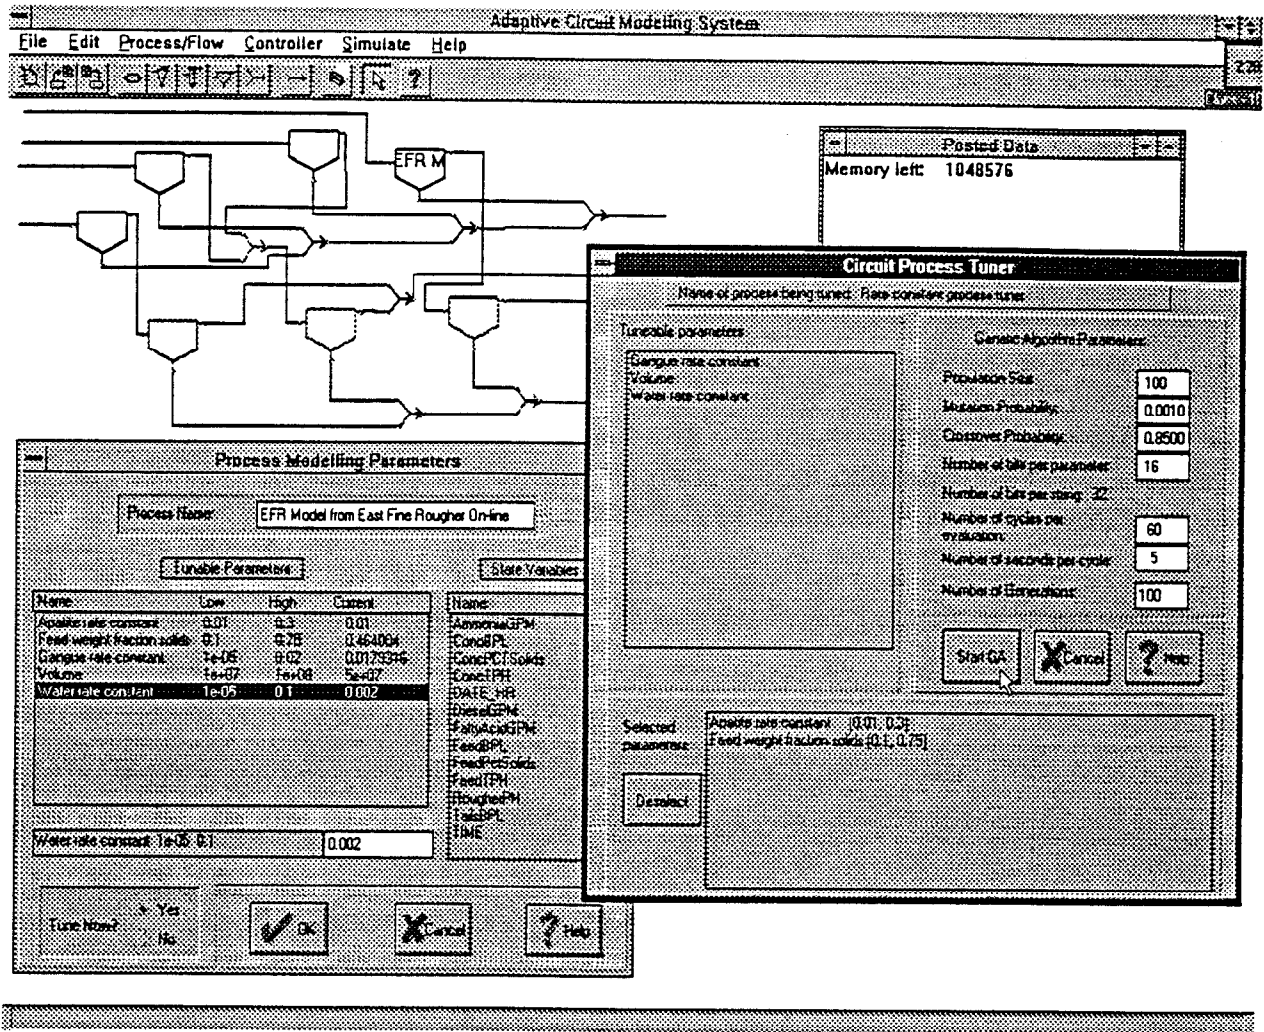 Adaptive Circuit Modeling System
File Edit Process/Flow Controller Simulate Help
?
EFR M
Posted Data
Memory left: 1048576
Circuit Process Tuner
Name of process being tuned: Rate constant process tuner
Tuneable parameters
Gangue rate constant
Volume
Water rate constant
Genetic Algorithm Parameters:
Population Size: 100
Mutation Probability: 0.0010
Crossover Probability: 0.8500
Number of bits per parameter: 16
Number of bits per string: 32
Number of cycles per
evaluation: 60
Number of seconds per cycle: 5
Number of Generations: 100
Start GA Cancel ? Help
Selected
parameters:
Apatite rate constant [0.01, 0.3]
Feed weight fraction solids [0.1, 0.75]
Deselect
Process Modelling Parameters
Process Name: EFR Model from East Fine Rougher On-line
Tunable Parameters
Name Low High Current
Apatite rate constant 0.01 0.3 0.01
Feed weight fraction solids 0.1 0.75 0.464004
Gangue rate constant 1e-06 0.02 0.0179316
Volume 1e+07 1e+08 5e+07
Water rate constant 1e-05 0.1 0.002
Water rate constant 1e-05 0.1 0.002
State Variables
Name
AmmoniaGPM
ConcBPL
ConcPCTSolids
ConcTPH
DATE_HR
DieselGPM
FattyAcidGPM
FeedBPL
FeedPctSolids
FeedTPH
RougherPH
TailsBPL
TIME
Tune Now? Yes
No
OK Cancel ? Help